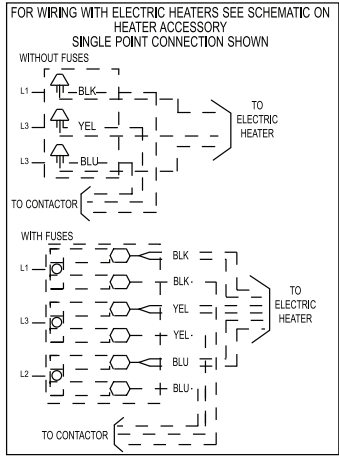 FOR WIRING WITH ELECTRIC HEATERS SEE SCHEMATIC ON
HEATER ACCESSORY
SINGLE POINT CONNECTION SHOWN
WITHOUT FUSES
L1
BLK
L3
YEL
L3
BLU
TO
ELECTRIC
HEATER
TO CONTACTOR
WITH FUSES
BLK
L1
BLK
YEL
L3
YEL
BLU
L2
BLU
TO
ELECTRIC
HEATER
TO CONTACTOR